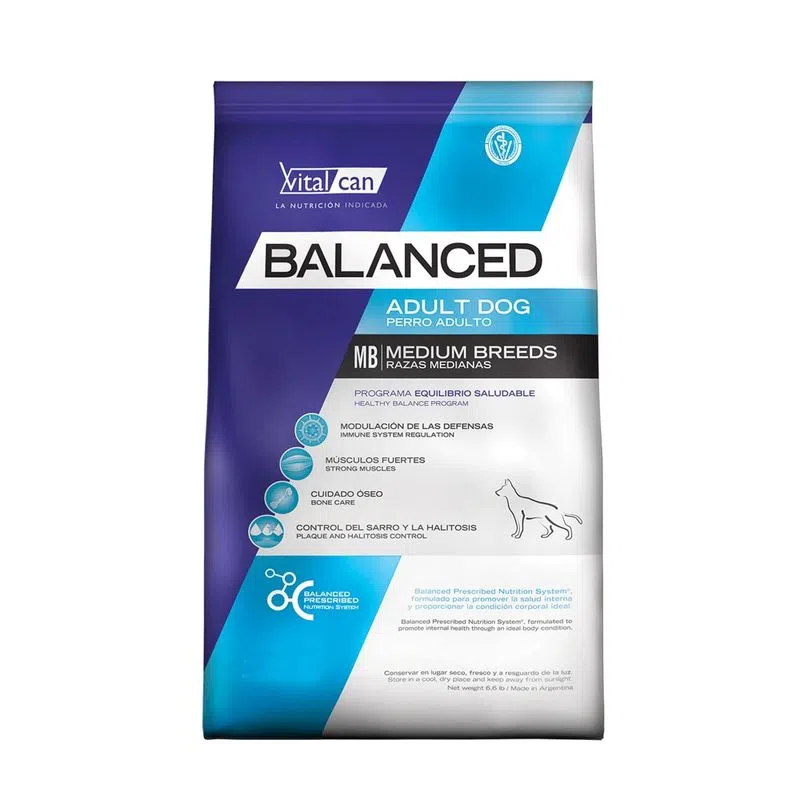 Vital can
LA NUTRICIÓN INDICADA
BALANCED
ADULT DOG
PERRO ADULTO
MB MEDIUM BREEDS
RAZAS MEDIANAS
PROGRAMA EQUILIBRIO SALUDABLE
HEALTHY BALANCE PROGRAM
MODULACIÓN DE LAS DEFENSAS
IMMUNE SYSTEM REGULATION
MÚSCULOS FUERTES
STRONG MUSCLES
CUIDADO ÓSEO
BONE CARE
CONTROL DEL SARRO Y LA HALITOSIS
PLAQUE AND HALITOSIS CONTROL
BALANCED
PRESCRIBED
NUTRITION SYSTEM
Balanced Prescribed Nutrition System®,
formulado para promover la salud interna
y proporcionar la condición corporal ideal.
Balanced Prescribed Nutrition System®, formulated to
promote internal health through an ideal body condition.
Conservar en lugar seco, fresco y a resguardo de la luz.
Store in a cool, dry place and keep away from sunlight.
Net weight 6,6 lb / Made in Argentina